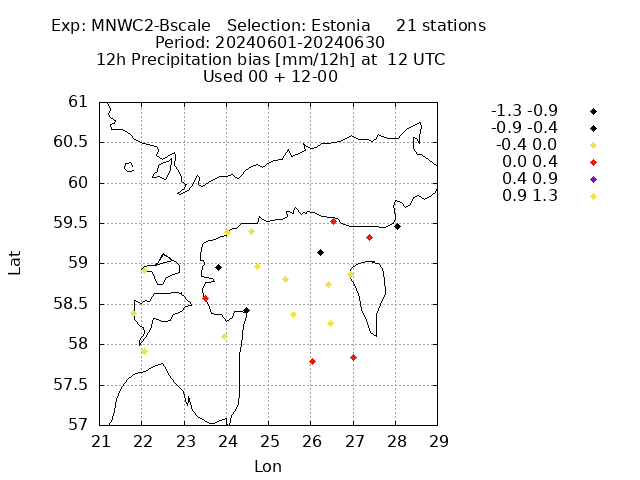 Exp: MNWC2-Bscale   Selection: Estonia     21 stations
Period: 20240601-20240630
12h Precipitation bias [mm/12h] at  12 UTC
Used 00 + 12-00
-1.3 -0.9
-0.9 -0.4
-0.4 0.0
0.0 0.4
0.4 0.9
0.9 1.3
61
60.5
60
59.5
59
58.5
58
57.5
57
Lat
21 22 23 24 25 26 27 28 29
Lon